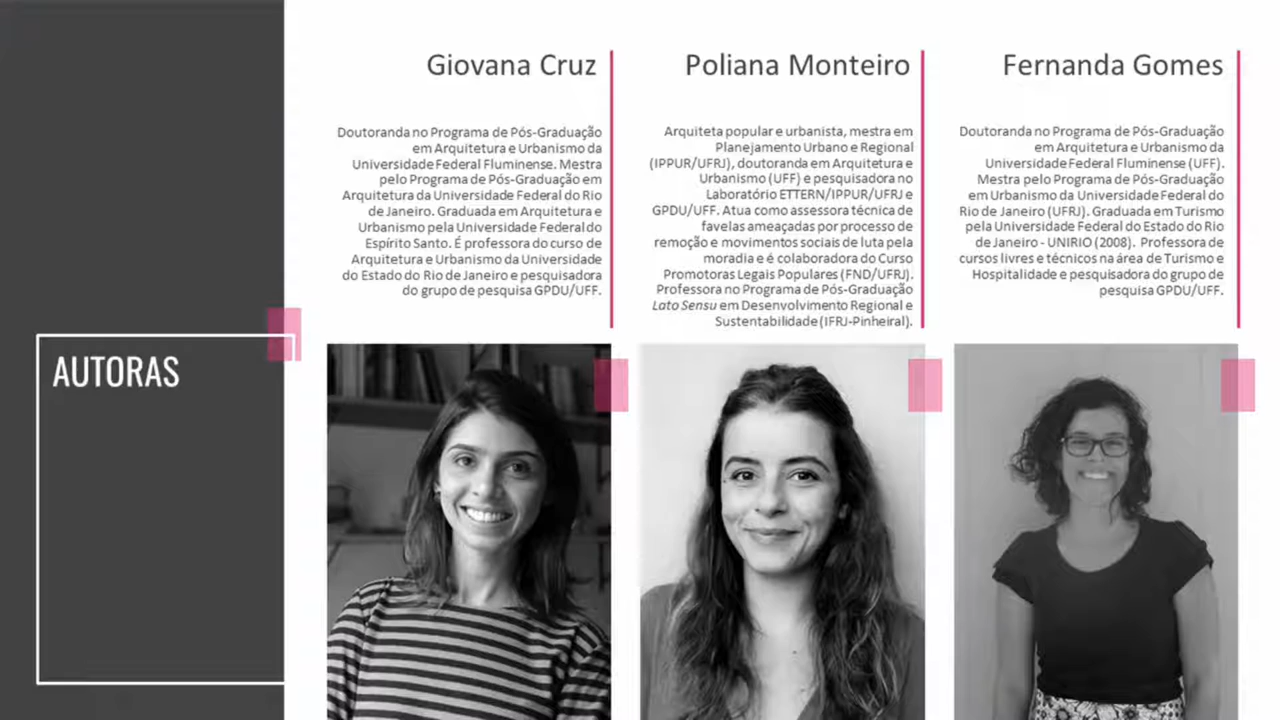 AUTORAS
Giovana Cruz
Doutoranda no Programa de Pós-Graduação
em Arquitetura e Urbanismo da
Universidade Federal Fluminense. Mestra
pelo Programa de Pós-Graduação em
Arquitetura da Universidade Federal do Rio
de Janeiro. Graduada em Arquitetura e
Urbanismo pela Universidade Federal do
Espírito Santo. É professora do curso de
Arquitetura e Urbanismo da Universidade
do Estado do Rio de Janeiro e pesquisadora
do grupo de pesquisa GPDU/UFF.
Poliana Monteiro
Arquiteta popular e urbanista, mestra em
Planejamento Urbano e Regional
(IPPUR/UFRJ), doutoranda em Arquitetura e
Urbanismo (UFF) e pesquisadora no
Laboratório ETTERN/IPPUR/UFRJ e
GPDU/UFF. Atua como assessora técnica de
favelas ameaçadas por processo de
remoção e movimentos sociais de luta pela
moradia e é colaboradora do Curso
Promotoras Legais Populares (FND/UFRJ).
Professora no Programa de Pós-Graduação
Lato Sensu em Desenvolvimento Regional e
Sustentabilidade (IFRJ-Pinheiral).
Fernanda Gomes
Doutoranda no Programa de Pós-Graduação
em Arquitetura e Urbanismo da
Universidade Federal Fluminense (UFF).
Mestra pelo Programa de Pós-Graduação
em Urbanismo da Universidade Federal do
Rio de Janeiro (UFRJ). Graduada em Turismo
pela Universidade Federal do Estado do Rio
de Janeiro - UNIRIO (2008). Professora de
cursos livres e técnicos na área de Turismo e
Hospitalidade e pesquisadora do grupo de
pesquisa GPDU/UFF.